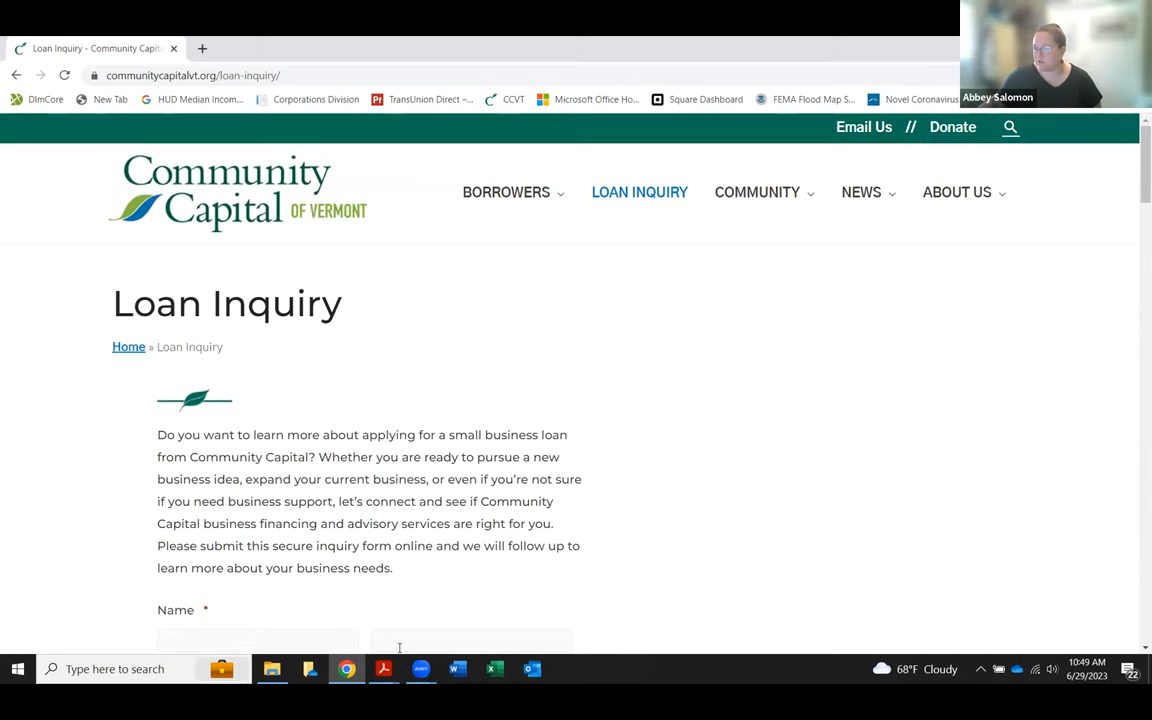 Loan Inquiry - Community Capit
communitycapitalvt.org/loan-inquiry/
DlmCore
New Tab
HUD Median Incom...
Corporations Division
TransUnion Direct –...
CCVT
Microsoft Office Ho...
Square Dashboard
FEMA Flood Map S...
Novel Coronavirus
Abbey Salomon
Email Us // Donate
Community
Capital OF VERMONT
BORROWERS
LOAN INQUIRY
COMMUNITY
NEWS
ABOUT US
Loan Inquiry
Home » Loan Inquiry
Do you want to learn more about applying for a small business loan
from Community Capital? Whether you are ready to pursue a new
business idea, expand your current business, or even if you're not sure
if you need business support, let's connect and see if Community
Capital business financing and advisory services are right for you.
Please submit this secure inquiry form online and we will follow up to
learn more about your business needs.
Name *
Type here to search
68°F Cloudy
10:49 AM
6/29/2023
22